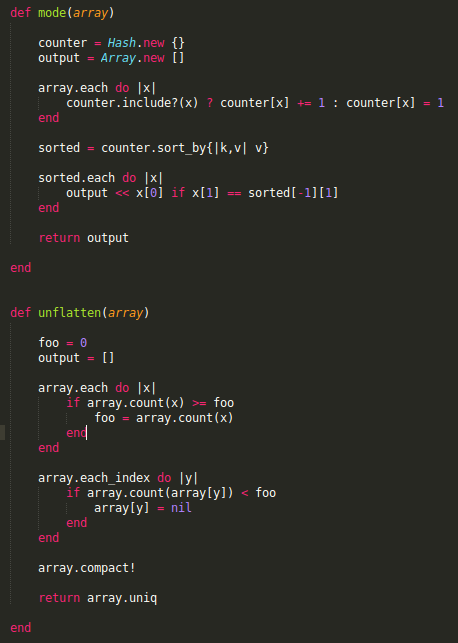 def mode(array)
counter = Hash.new {}
output = Array.new []
array.each do |x|
counter.include?(x) ? counter[x] += 1 : counter[x] = 1
end
sorted = counter.sort_by{|k,v| v}
sorted.each do |x|
output << x[0] if x[1] == sorted[-1][1]
end
return output
end
def unflatten(array)
foo = 0
output = []
array.each do |x|
if array.count(x) >= foo
foo = array.count(x)
end
end
array.each_index do |y|
if array.count(array[y]) < foo
array[y] = nil
end
end
array.compact!
return array.uniq
end